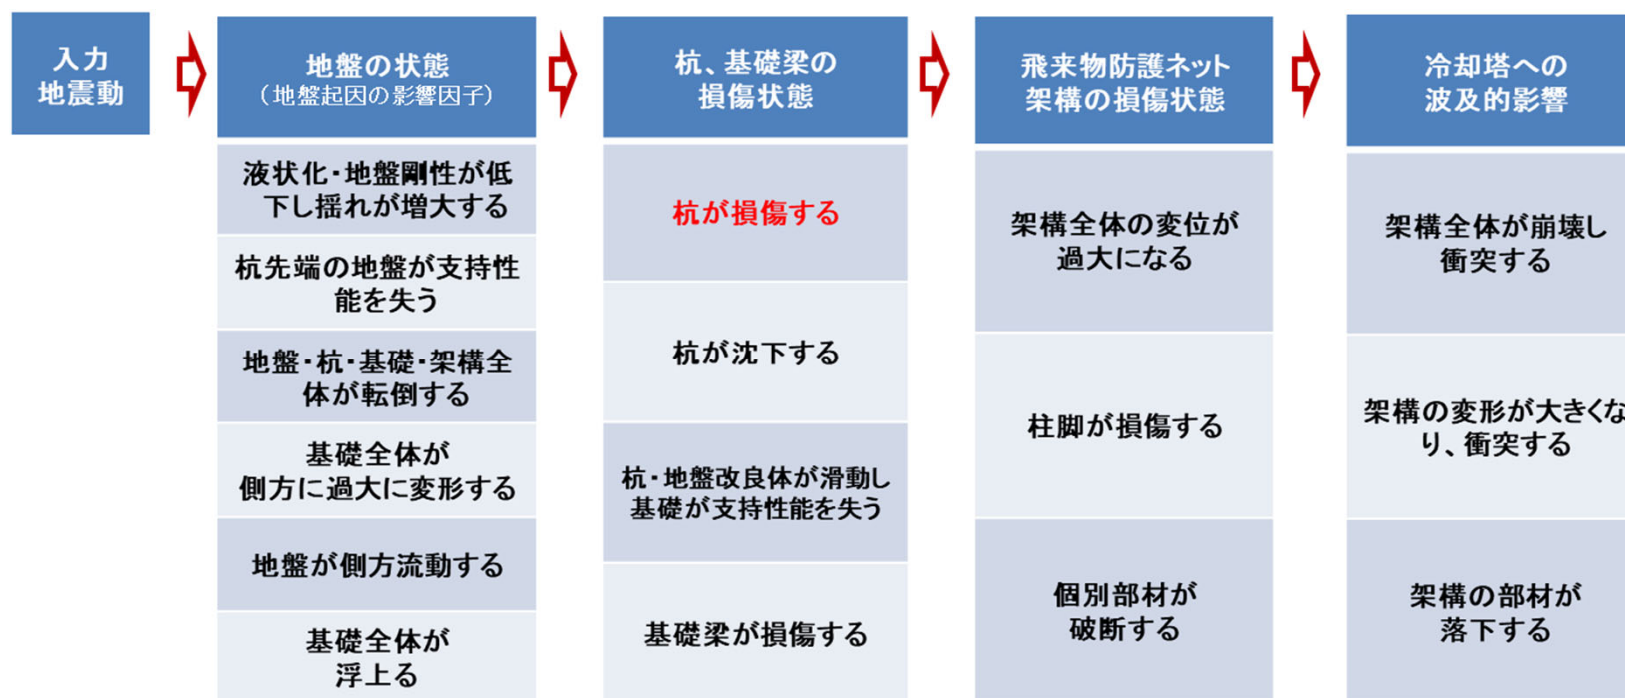 入力
地震動
地盤の状態
（地盤起因の影響因子）
液状化・地盤剛性が低
下し揺れが増大する
杭先端の地盤が支持性
能を失う
地盤・杭・基礎・架構全
体が転倒する
基礎全体が
側方に過大に変形する
地盤が側方流動する
基礎全体が
浮上る
杭、基礎梁の
損傷状態
杭が損傷する
杭が沈下する
杭・地盤改良体が滑動し
基礎が支持性能を失う
基礎梁が損傷する
飛来物防護ネット
架構の損傷状態
架構全体の変位が
過大になる
柱脚が損傷する
個別部材が
破断する
冷却塔への
波及的影響
架構全体が崩壊し
衝突する
架構の変形が大きくな
り、衝突する
架構の部材が
落下する